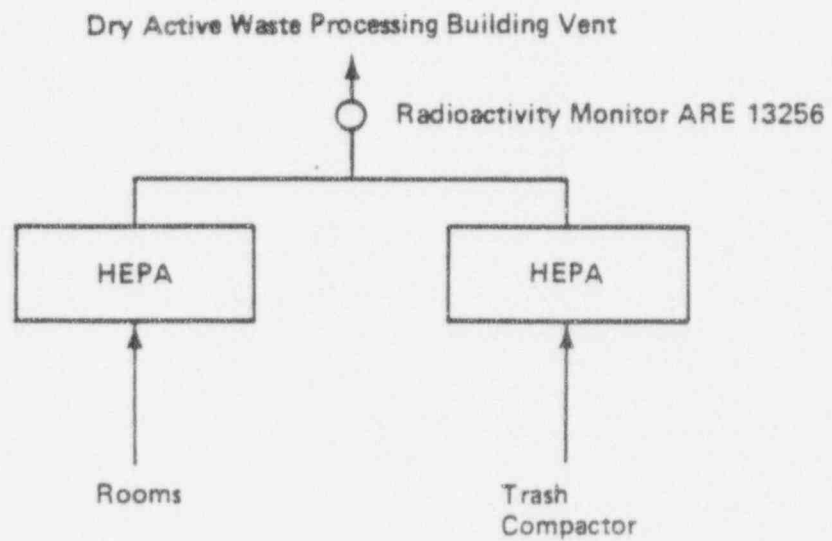 Dry Active Waste Processing Building Vent
Radioactivity Monitor ARE 13256
HEPA
HEPA
Rooms
Trash
Compactor